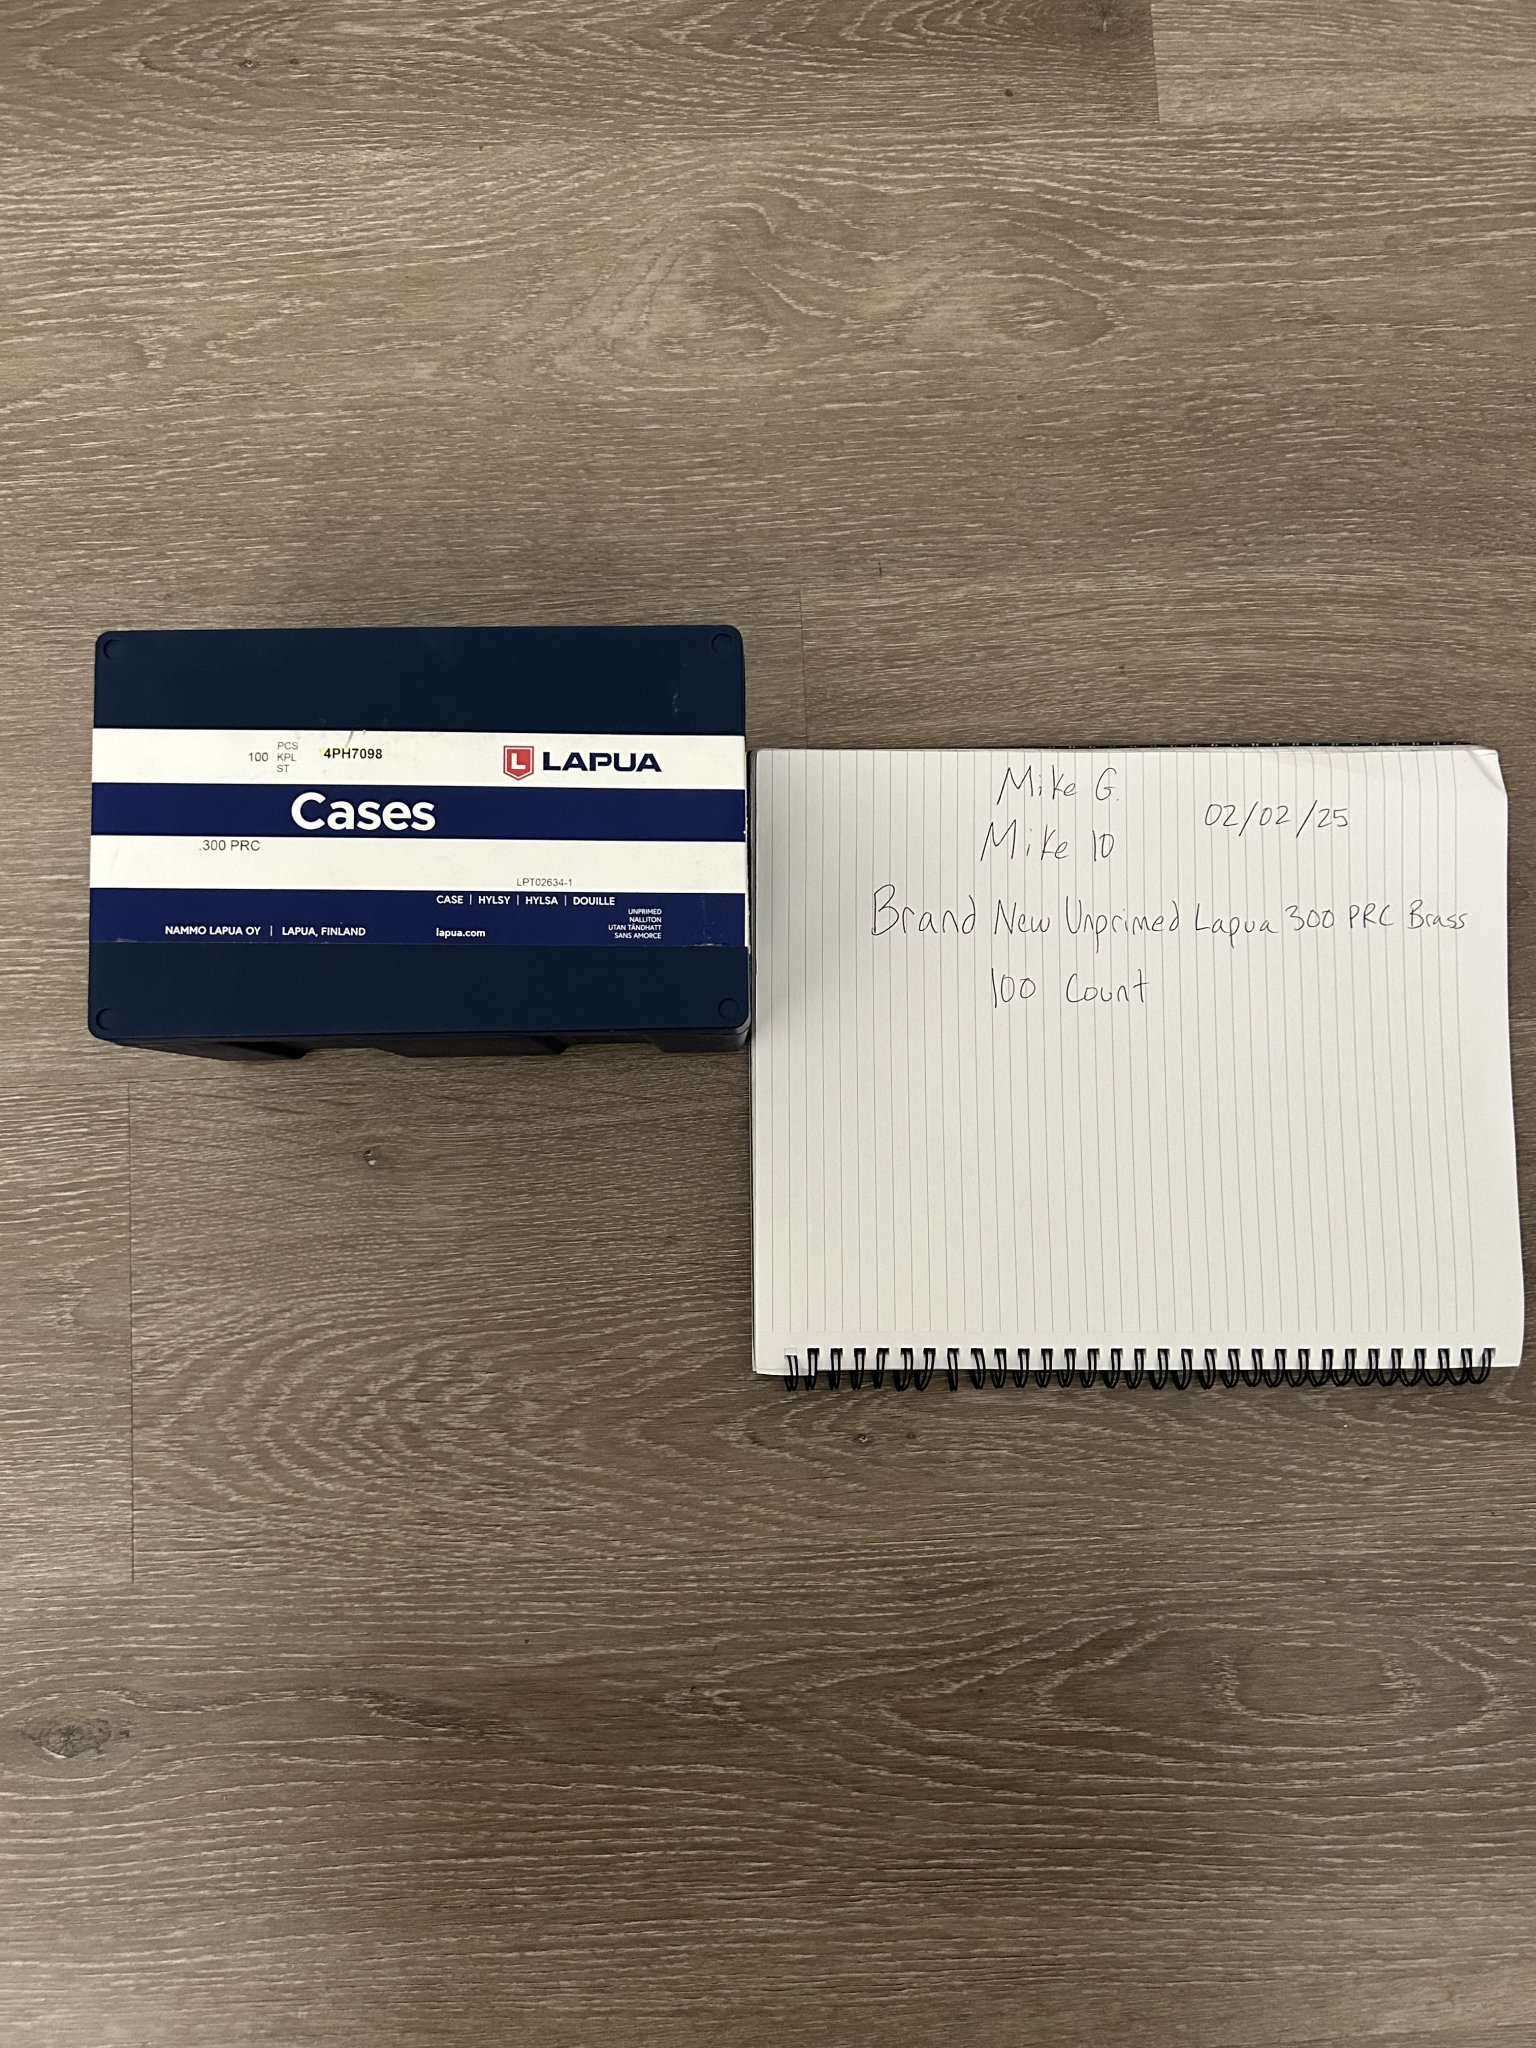 100 PCS 4PH7098
KPL
ST
LAPUA
Cases
.300 PRC
LPT02634-1
CASE | HYLSY | HYLSA | DOUILLE
UNPRIMED
NALLITON
UTAN TÄNDHATT
SANS AMORCE
NAMMO LAPUA OY | LAPUA, FINLAND
lapua.com
Mike G.
Mike 10
02/02/25
Brand New Unprimed Lapua 300 PRC Brass
100 Count